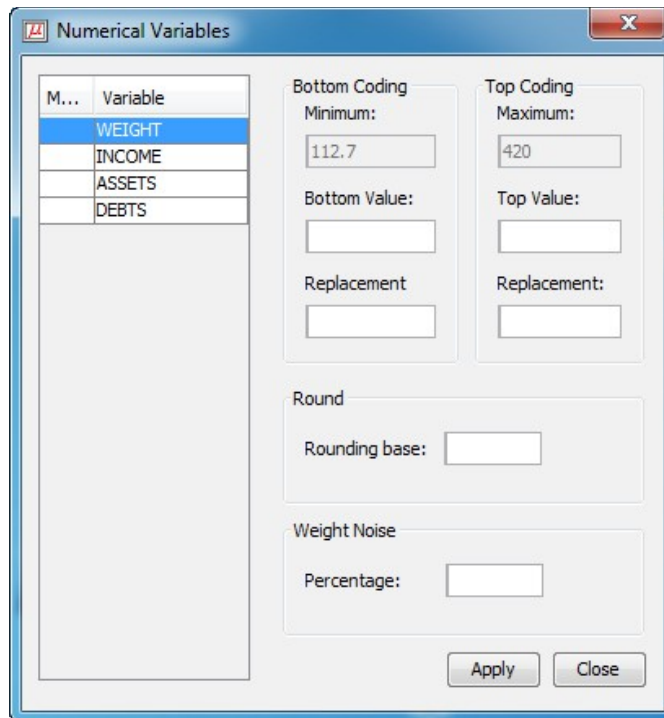 μ Numerical Variables
M... Variable
WEIGHT
INCOME
ASSETS
DEBTS
Bottom Coding
Minimum:
112.7
Bottom Value:
Replacement
Top Coding
Maximum:
420
Top Value:
Replacement:
Round
Rounding base:
Weight Noise
Percentage:
Apply Close